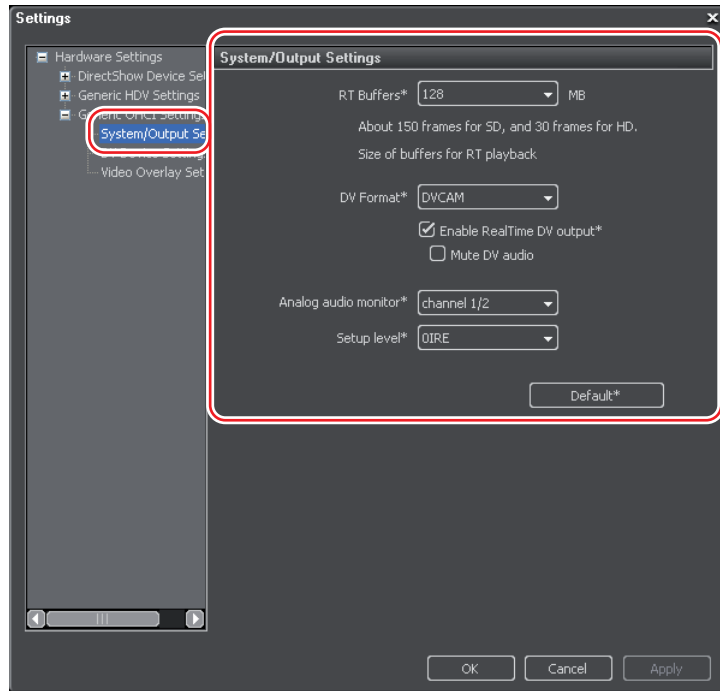 Settings
Hardware Settings
DirectShow Device Set
Generic HDV Settings
Generic OHCI Settings
System/Output Se
Video Overlay Set
System/Output Settings
RT Buffers* 128 MB
About 150 frames for SD, and 30 frames for HD.
Size of buffers for RT playback
DV Format* DVCAM
Enable RealTime DV output*
Mute DV audio
Analog audio monitor* channel 1/2
Setup level* 0IRE
Default*
OK Cancel Apply